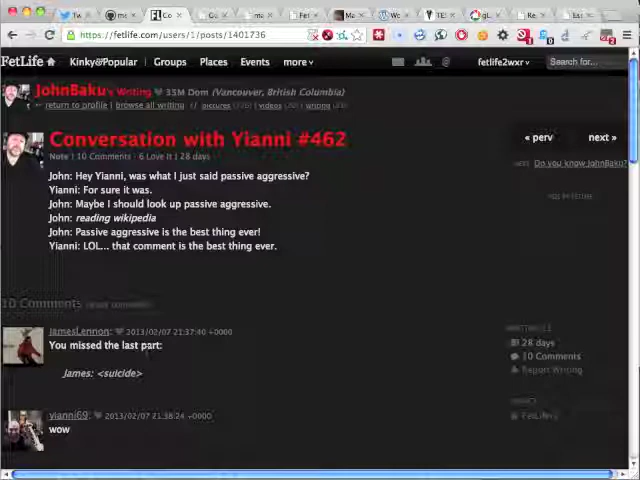 Tw
https://fetlife.com/users/1/posts/1401736
FetLife
Kinky&Popular
Groups
Places
Events
more
fetlife2wxr
Search for...
JohnBaku's Writing 35M Dom (Vancouver, British Columbia)
return to profile | browse all writing
pictures
videos
writing
Conversation with Yianni #462
Note | 10 Comments · 6 Love It | 28 days
« perv
next »
Do you know JohnBaku?
John: Hey Yianni, was what I just said passive aggressive?
Yianni: For sure it was.
John: Maybe I should look up passive aggressive.
John: reading wikipedia
John: Passive aggressive is the best thing ever!
Yianni: LOL... that comment is the best thing ever.
10 Comments
JamesLennon: 2013/02/07 21:37:40 +0000
You missed the last part:
James: <suicide>
28 days
10 Comments
Report Writing
yianni69: 2013/02/07 21:38:24 +0000
wow